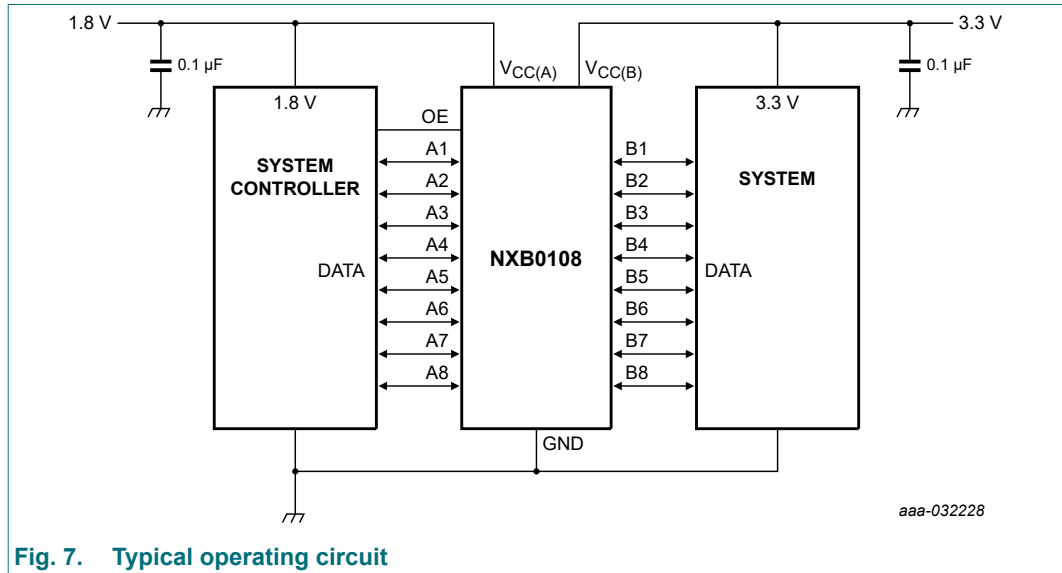 1.8 V
3.3 V
0.1 µF
VCC(A)
VCC(B)
0.1 µF
1.8 V
3.3 V
OE
SYSTEM
CONTROLLER
A1
A2
A3
A4
A5
A6
A7
A8
DATA
NXB0108
B1
B2
B3
B4
B5
B6
B7
B8
SYSTEM
DATA
GND
aaa-032228
Fig. 7. Typical operating circuit